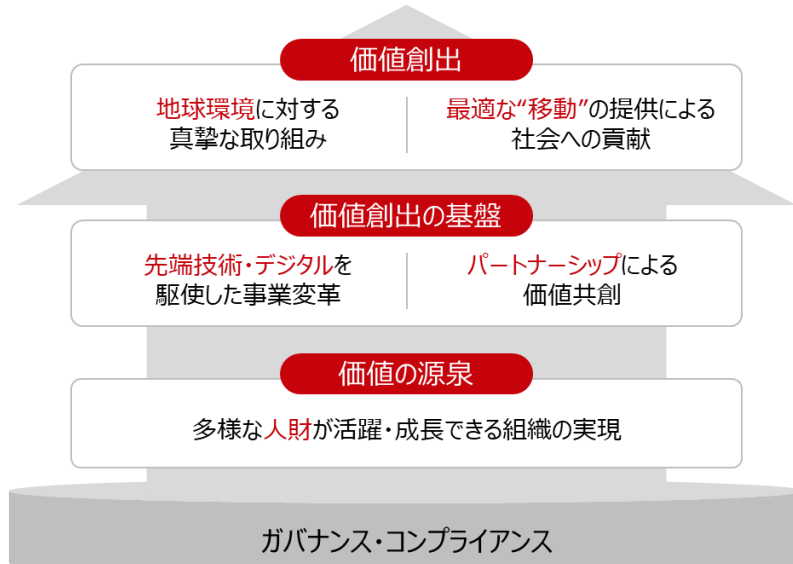 価値創出
地球環境に対する
真摯な取り組み
最適な“移動”の提供による
社会への貢献
価値創出の基盤
先端技術・デジタルを
駆使した事業変革
パートナーシップによる
価値共創
価値の源泉
多様な人財が活躍・成長できる組織の実現
ガバナンス・コンプライアンス